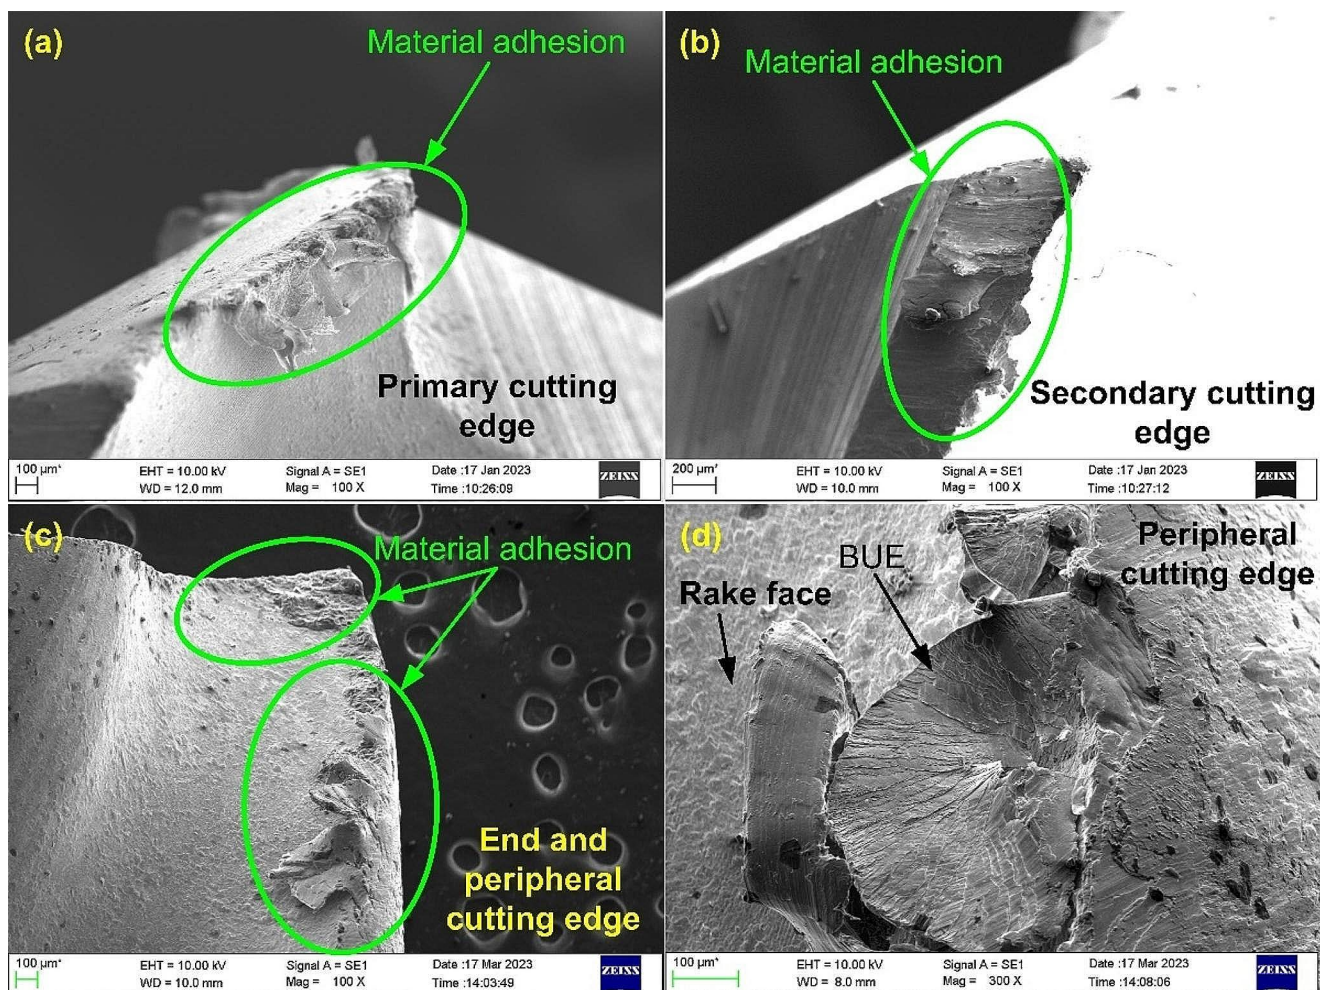 (a)
Material adhesion
Primary cutting
edge
100 µm*
EHT = 10.00 kV
WD = 12.0 mm
Signal A = SE1
Mag = 100 X
Date :17 Jan 2023
Time :10:26:09
ZEISS
(b)
Material adhesion
Secondary cutting
edge
200 µm*
EHT = 10.00 kV
WD = 10.0 mm
Signal A = SE1
Mag = 100 X
Date :17 Jan 2023
Time :10:27:12
ZEISS
(c)
Material adhesion
End and
peripheral
cutting edge
100 µm*
EHT = 10.00 kV
WD = 10.0 mm
Signal A = SE1
Mag = 100 X
Date :17 Mar 2023
Time :14:03:49
ZEISS
(d)
BUE
Rake face
Peripheral
cutting edge
100 µm*
EHT = 10.00 kV
WD = 8.0 mm
Signal A = SE1
Mag = 300 X
Date :17 Mar 2023
Time :14:08:06
ZEISS